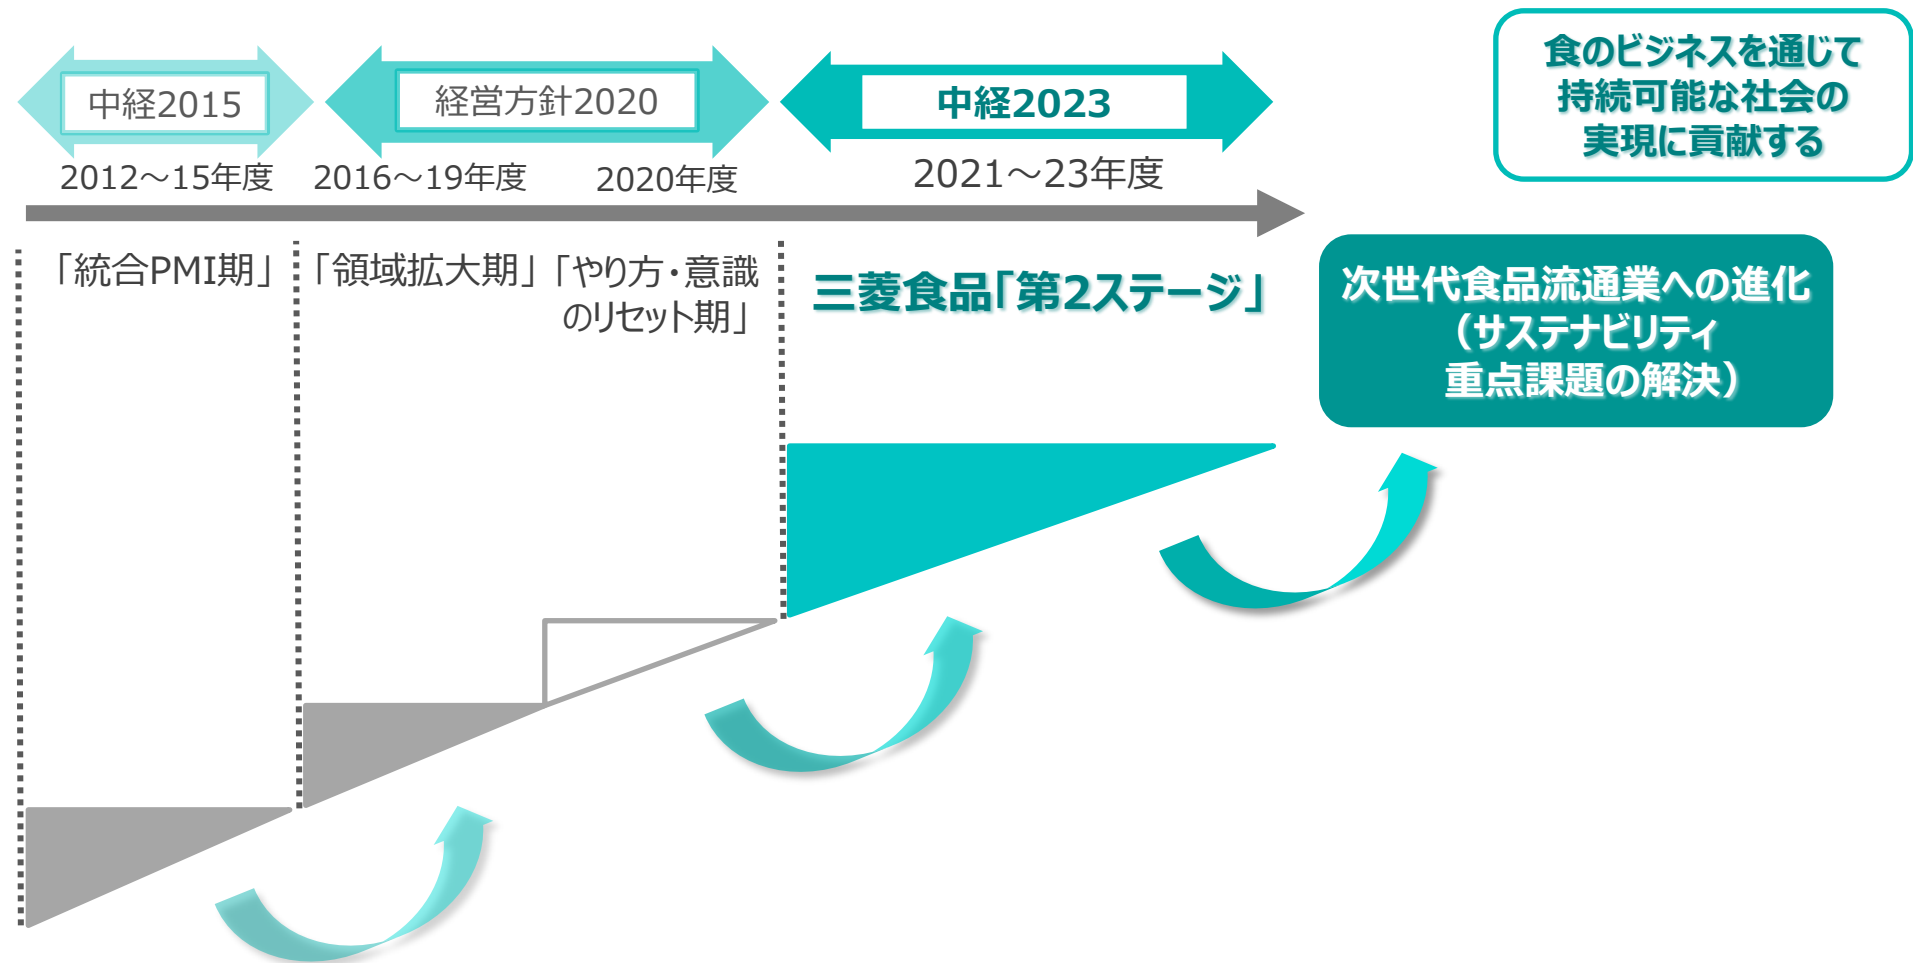 中経2015
経営方針2020
中経2023
食のビジネスを通じて
持続可能な社会の
実現に貢献する
2012～15年度
2016～19年度
2020年度
2021～23年度
「統合PMI期」
「領域拡大期」
「やり方・意識
のリセット期」
三菱食品「第2ステージ」
次世代食品流通業への進化
（サステナビリティ
重点課題の解決）